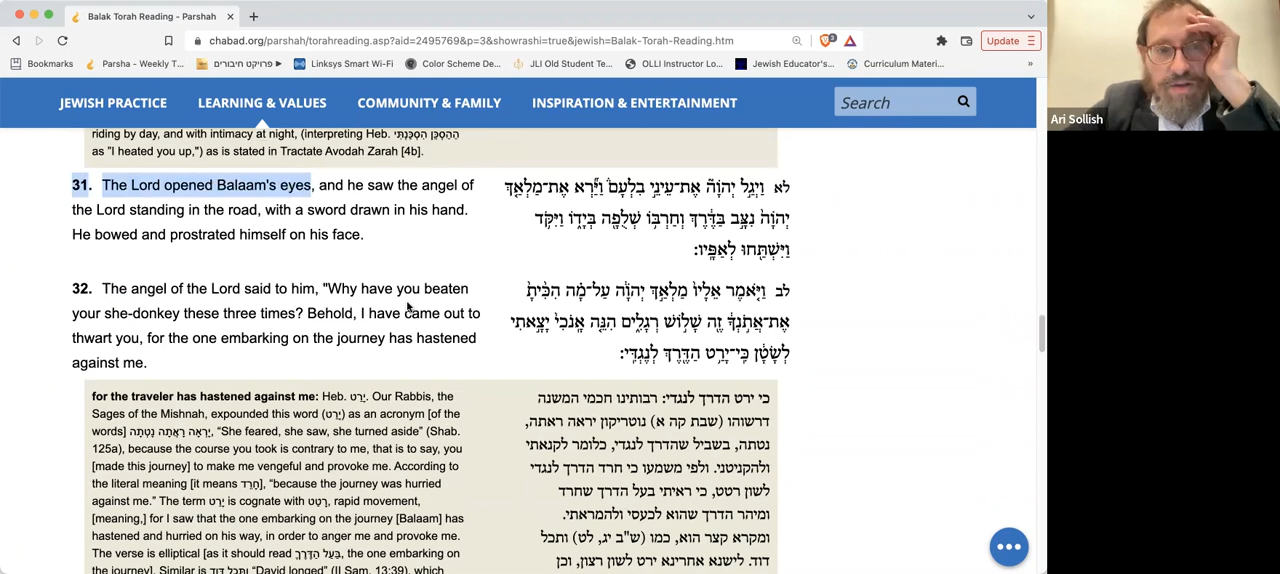 Balak Torah Reading - Parshah
chabad.org/parshah/torahreading.asp?aid=2495769&p=3&showrashi=true&jewish=Balak-Torah-Reading.htm
Update
Bookmarks
Parsha - Weekly T...
פרויקט חיבורים
Linksys Smart Wi-Fi
Color Scheme De...
JLI Old Student Te...
OLLI Instructor Lo...
Jewish Educator's...
Curriculum Materi...
JEWISH PRACTICE LEARNING & VALUES COMMUNITY & FAMILY INSPIRATION & ENTERTAINMENT
Search
Ari Sollish
riding by day, and with intimacy at night, (interpreting Heb. הַהַסְכֵּן הִסְכַּנְתִּי
as "I heated you up,") as is stated in Tractate Avodah Zarah [4b].
31. The Lord opened Balaam's eyes, and he saw the angel of
the Lord standing in the road, with a sword drawn in his hand.
He bowed and prostrated himself on his face.
לא וַיְגַ֣ל יְהֹוָה֘ אֶת־עֵינֵ֣י בִלְעָם֒ וַיַּ֞רְא אֶת־מַלְאַ֤ךְ
יְהֹוָה֙ נִצָּ֣ב בַּדֶּ֔רֶךְ וְחַרְבּ֥וֹ שְׁלֻפָ֖ה בְּיָד֑וֹ וַיִּקֹּ֥ד
וַיִּשְׁתַּ֖חוּ לְאַפָּֽיו:
32. The angel of the Lord said to him, "Why have you beaten
your she-donkey these three times? Behold, I have came out to
thwart you, for the one embarking on the journey has hastened
against me.
לב וַיֹּ֤אמֶר אֵלָיו֙ מַלְאַ֣ךְ יְהֹוָ֔ה עַל־מָ֗ה הִכִּ֨יתָ֙
אֶת־אֲתֹ֣נְךָ֔ זֶ֖ה שָׁל֣וֹשׁ רְגָלִ֑ים הִנֵּ֤ה אָֽנֹכִי֙ יָצָ֣אתִי
לְשָׂטָ֔ן כִּֽי־יָרַ֥ט הַדֶּ֖רֶךְ לְנֶגְדִּֽי:
for the traveler has hastened against me: Heb. יָרַט. Our Rabbis, the
Sages of the Mishnah, expounded this word (יָרַט) as an acronym [of the
words] יָרְאָה רָאֲתָה נָטְתָה, “She feared, she saw, she turned aside” (Shab.
125a), because the course you took is contrary to me, that is to say, you
[made this journey] to make me vengeful and provoke me. According to
the literal meaning [it means חָרַד], “because the journey was hurried
against me.” The term יָרַט is cognate with רֶטֶט, rapid movement,
[meaning,] for I saw that the one embarking on the journey [Balaam] has
hastened and hurried on his way, in order to anger me and provoke me.
The verse is elliptical [as it should read בַּעַל הַדֶּרֶךְ, the one embarking on
the journey]. Similar is וַתְּכַל דָּוִד “David longed” (II Sam. 13:39), which
כי ירט הדרך לנגדי: רבותינו חכמי המשנה
דרשוהו (שבת קה א) נוטריקון יראה ראתה,
נטתה, בשביל שהדרך לנגדי, כלומר לקנאתי
ולהקניטני. ולפי משמעו כי חרד הדרך לנגדי
לשון רטט, כי ראיתי בעל הדרך שחרד
ומיהר הדרך שהוא לכעסי ולהמראתי.
ומקרא קצר הוא, כמו (ש"ב יג, לט) ותכל
דוד. לישנא אחרינא ירט לשון רצון, וכן